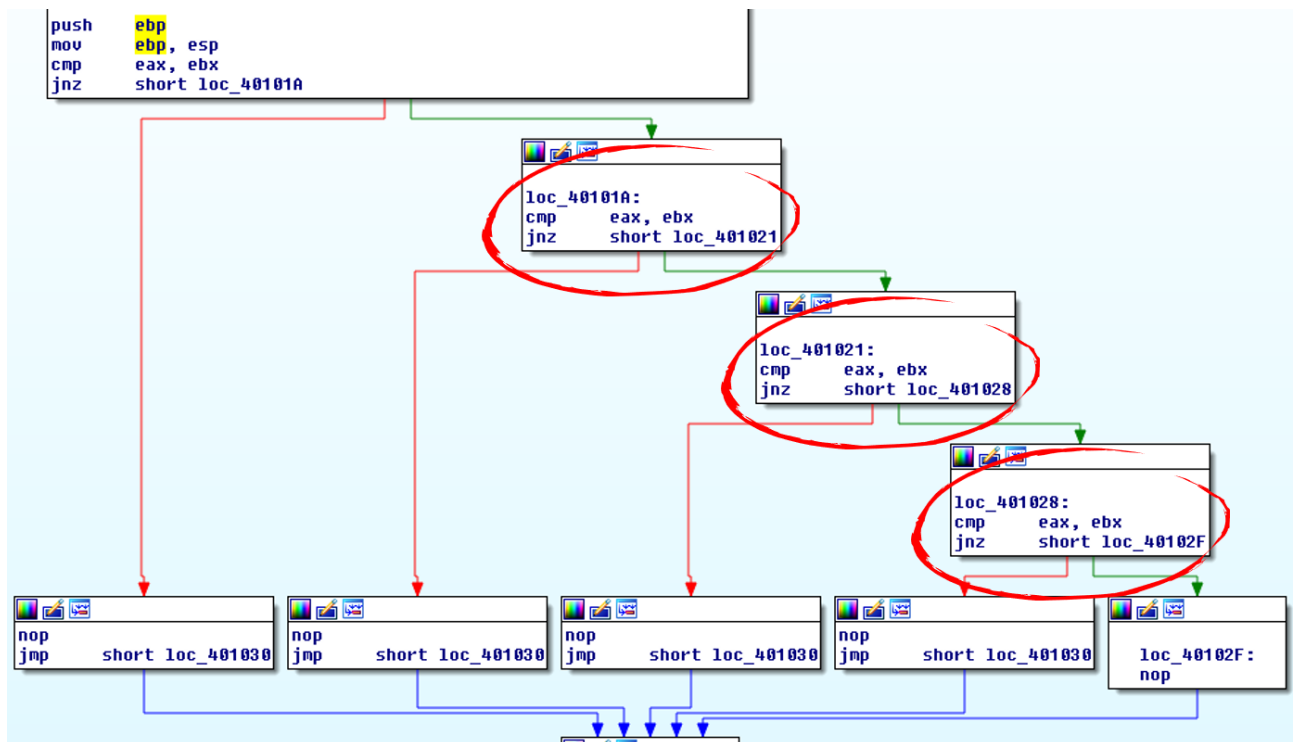 push ebp
mov ebp, esp
cmp eax, ebx
jnz short loc_40101A
loc_40101A:
cmp eax, ebx
jnz short loc_401021
loc_401021:
cmp eax, ebx
jnz short loc_401028
loc_401028:
cmp eax, ebx
jnz short loc_40102F
nop
jmp short loc_401030
nop
jmp short loc_401030
nop
jmp short loc_401030
nop
jmp short loc_401030
loc_40102F:
nop